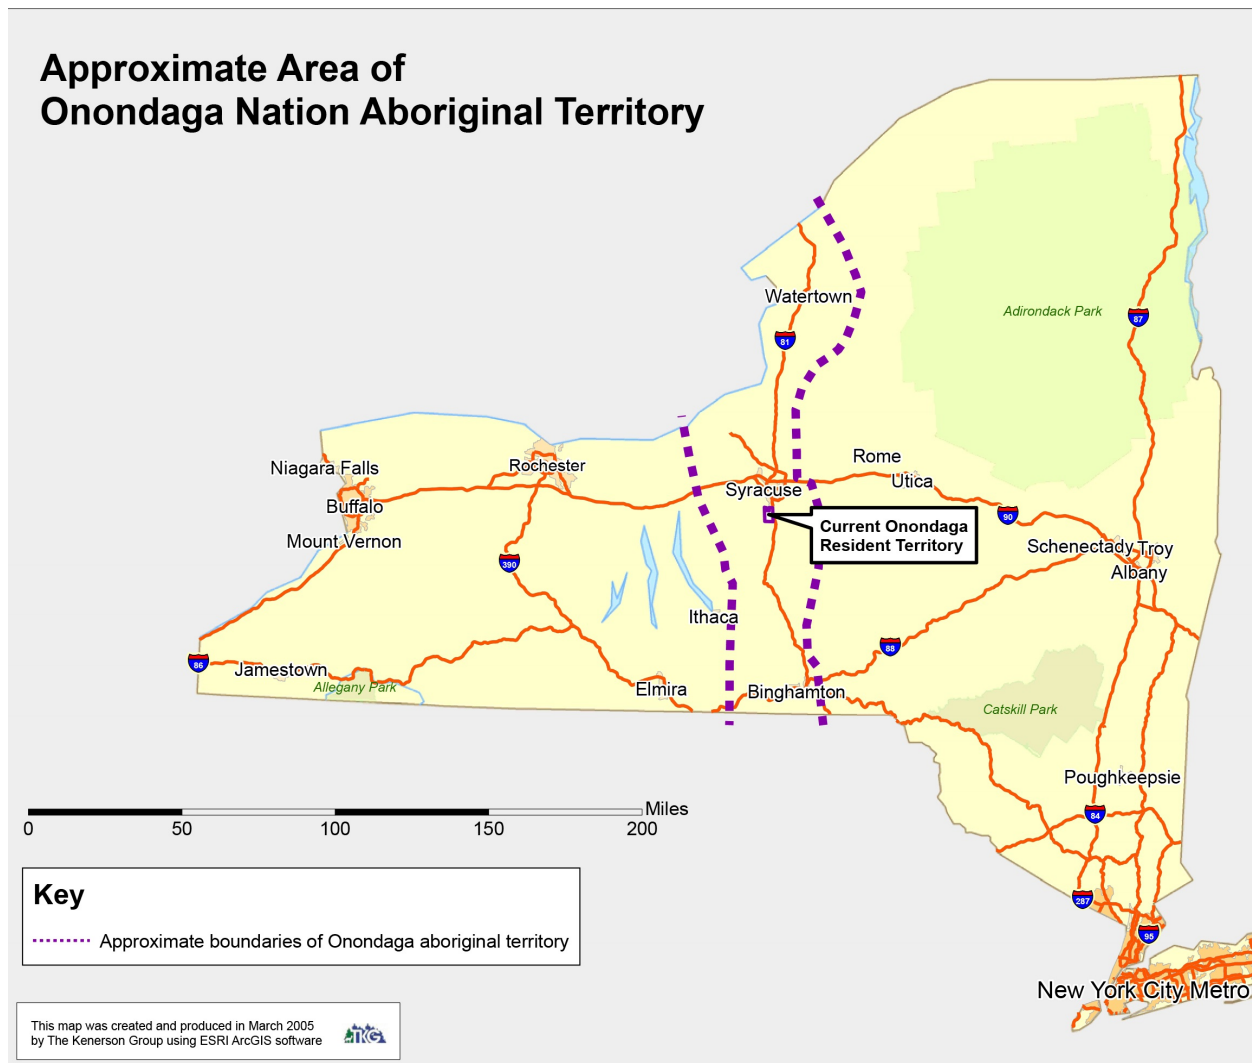 Approximate Area of
Onondaga Nation Aboriginal Territory
Adirondack Park
87
Watertown
81
Rome
Utica
Niagara Falls
Rochester
Syracuse
Buffalo
90
Current Onondaga
Resident Territory
Mount Vernon
Schenectady
Troy
390
Albany
Ithaca
88
86
Jamestown
Allegany Park
Elmira
Binghamton
Catskill Park
Poughkeepsie
84
287
95
New York City Metro
Miles
0
50
100
150
200
Key
Approximate boundaries of Onondaga aboriginal territory
This map was created and produced in March 2005
by The Kenerson Group using ESRI ArcGIS software
TKG